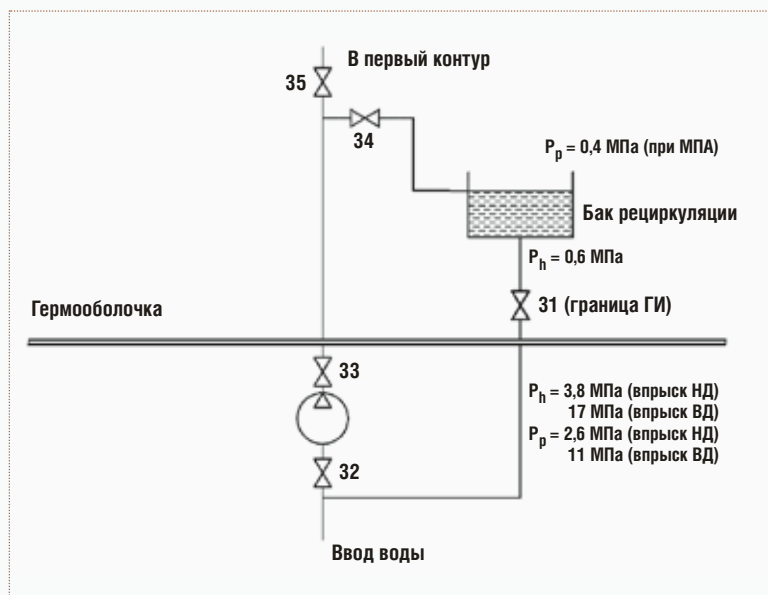 В первый контур
35
34
P_p = 0,4 МПа (при МПА)
Бак рециркуляции
P_h = 0,6 МПа
31 (граница ГИ)
Гермооболочка
33
P_h = 3,8 МПа (впрыск НД)
17 МПа (впрыск ВД)
P_p = 2,6 МПа (впрыск НД)
11 МПа (впрыск ВД)
32
Ввод воды